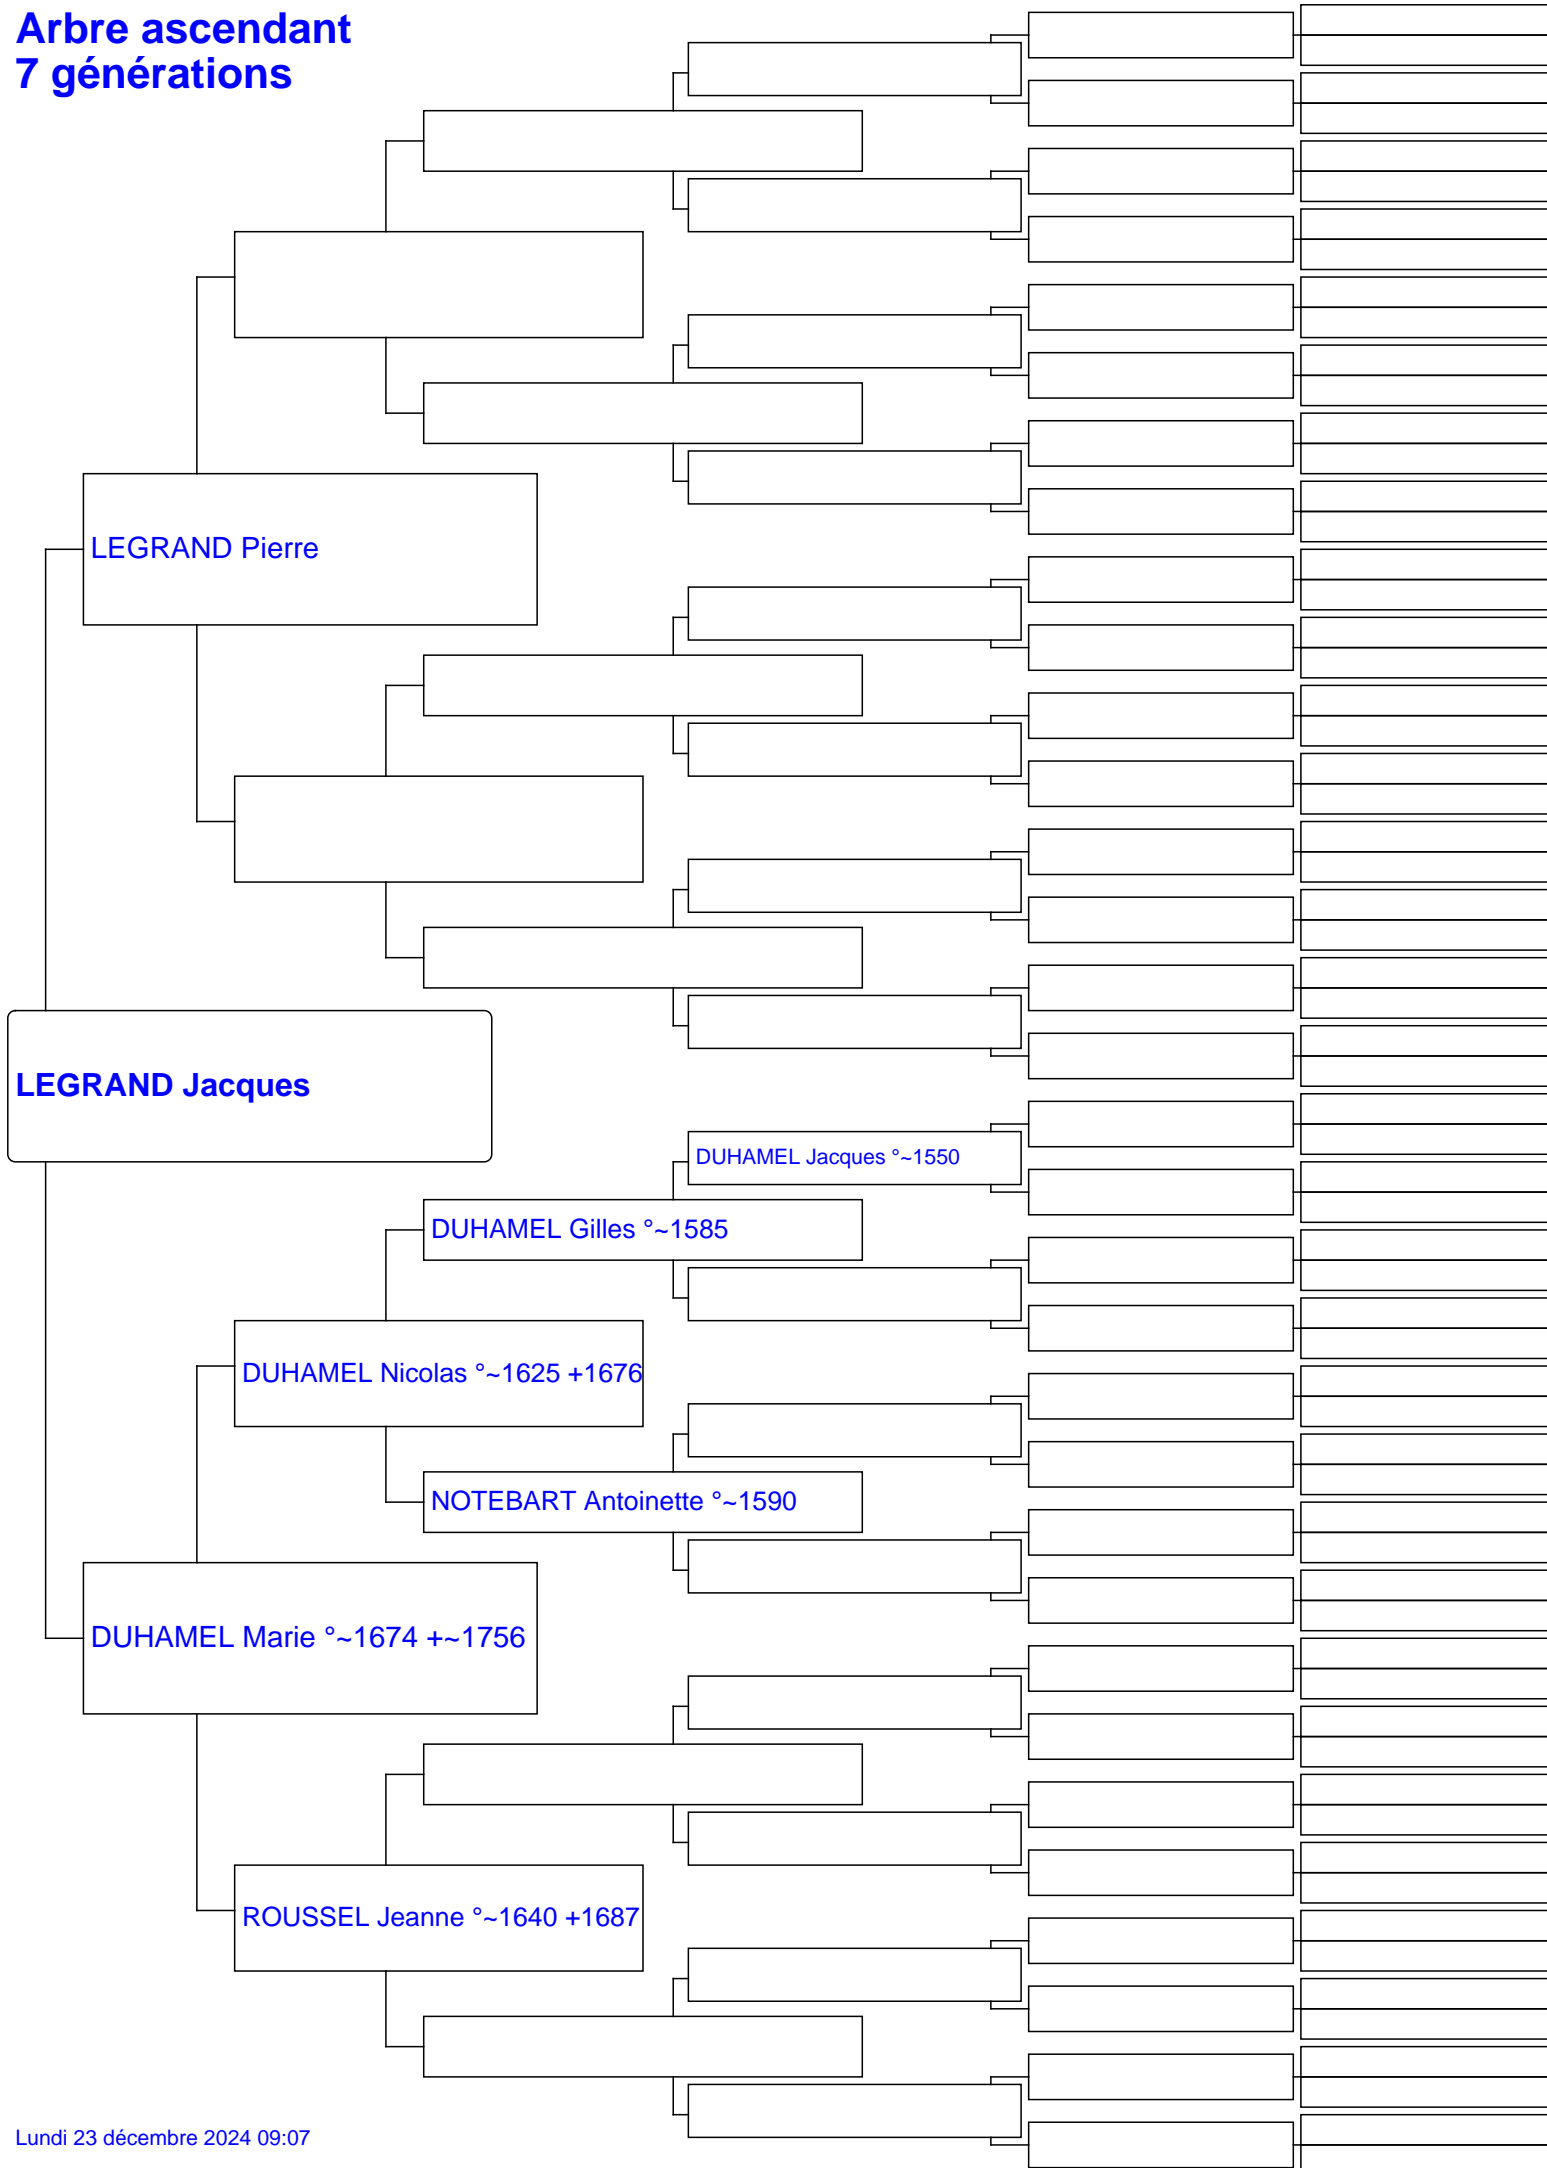 Arbre ascendant
7 générations
LEGRAND Pierre
LEGRAND Jacques
DUHAMEL Jacques °~1550
DUHAMEL Gilles °~1585
DUHAMEL Nicolas °~1625 +1676
NOTEBART Antoinette °~1590
DUHAMEL Marie °~1674 +~1756
ROUSSEL Jeanne °~1640 +1687
Lundi 23 décembre 2024 09:07